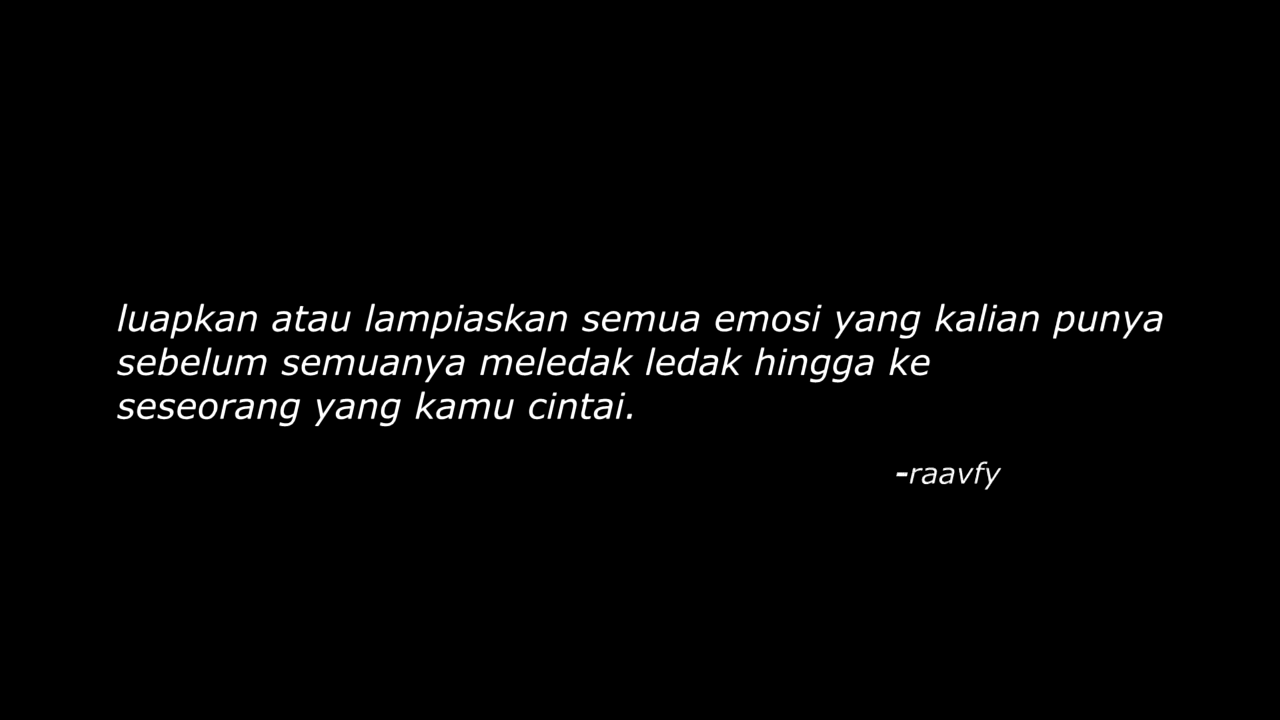 luapkan atau lampiaskan semua emosi yang kalian punya
sebelum semuanya meledak ledak hingga ke
seseorang yang kamu cintai.
-raavfy